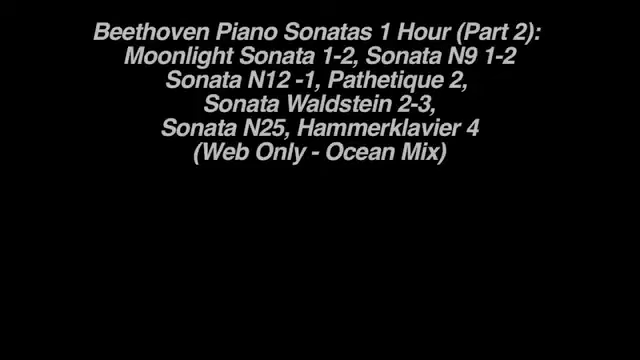 Beethoven Piano Sonatas 1 Hour (Part 2):
Moonlight Sonata 1-2, Sonata N9 1-2
Sonata N12 -1, Pathetique 2,
Sonata Waldstein 2-3,
Sonata N25, Hammerklavier 4
(Web Only - Ocean Mix)